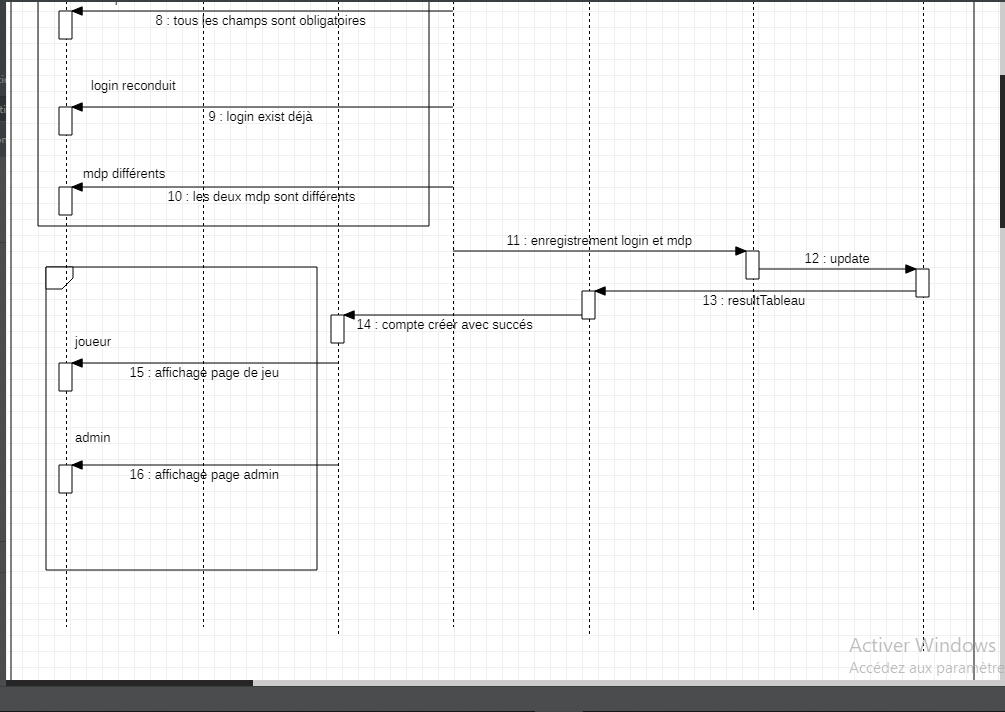 8 : tous les champs sont obligatoires
login reconduit
9 : login exist déjà
mdp différents
10 : les deux mdp sont différents
11 : enregistrement login et mdp
12 : update
13 : resultTableau
14 : compte créer avec succés
joueur
15 : affichage page de jeu
admin
16 : affichage page admin
Activer Windows
Accédez aux paramètre